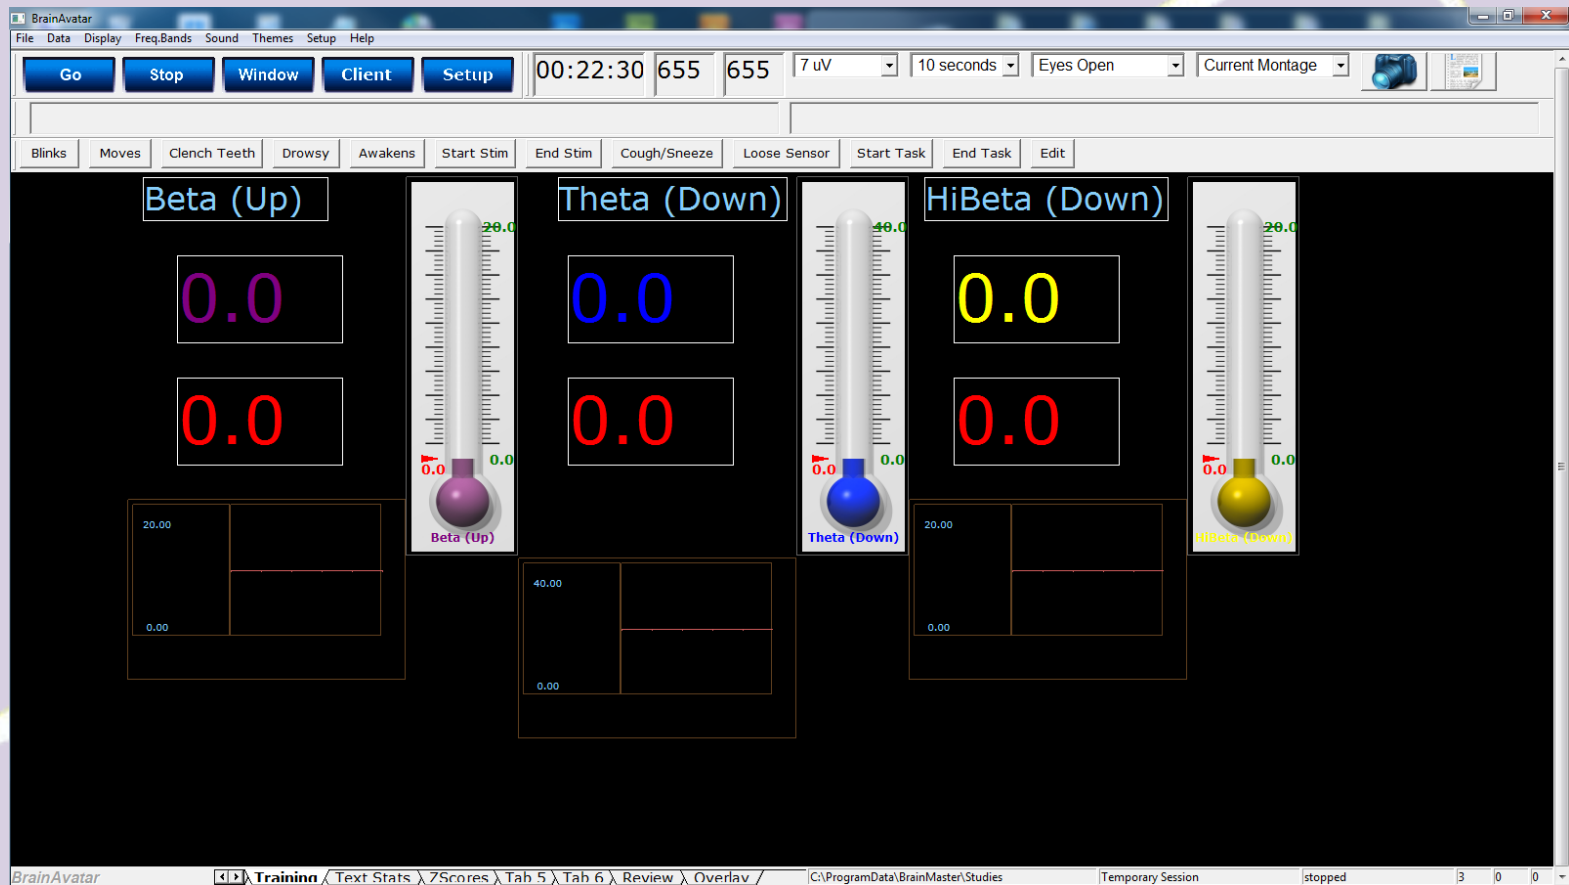 BrainAvatar
File Data Display Freq.Bands Sound Themes Setup Help
Go Stop Window Client Setup 00:22:30 655 655 7 uV 10 seconds Eyes Open Current Montage
Blinks Moves Clench Teeth Drowsy Awakens Start Stim End Stim Cough/Sneeze Loose Sensor Start Task End Task Edit
Beta (Up) Theta (Down) HiBeta (Down)
20.0 40.0 20.0
0.0 0.0 0.0
0.0 0.0 0.0
0.0 0.0 0.0 0.0 0.0 0.0
Beta (Up) Theta (Down) HiBeta (Down)
20.00 20.00
40.00
0.00 0.00
0.00
BrainAvatar Training Text Stats ZScores Tab 5 Tab 6 Review Overlay C:\ProgramData\BrainMaster\Studies Temporary Session stopped 3 0 0